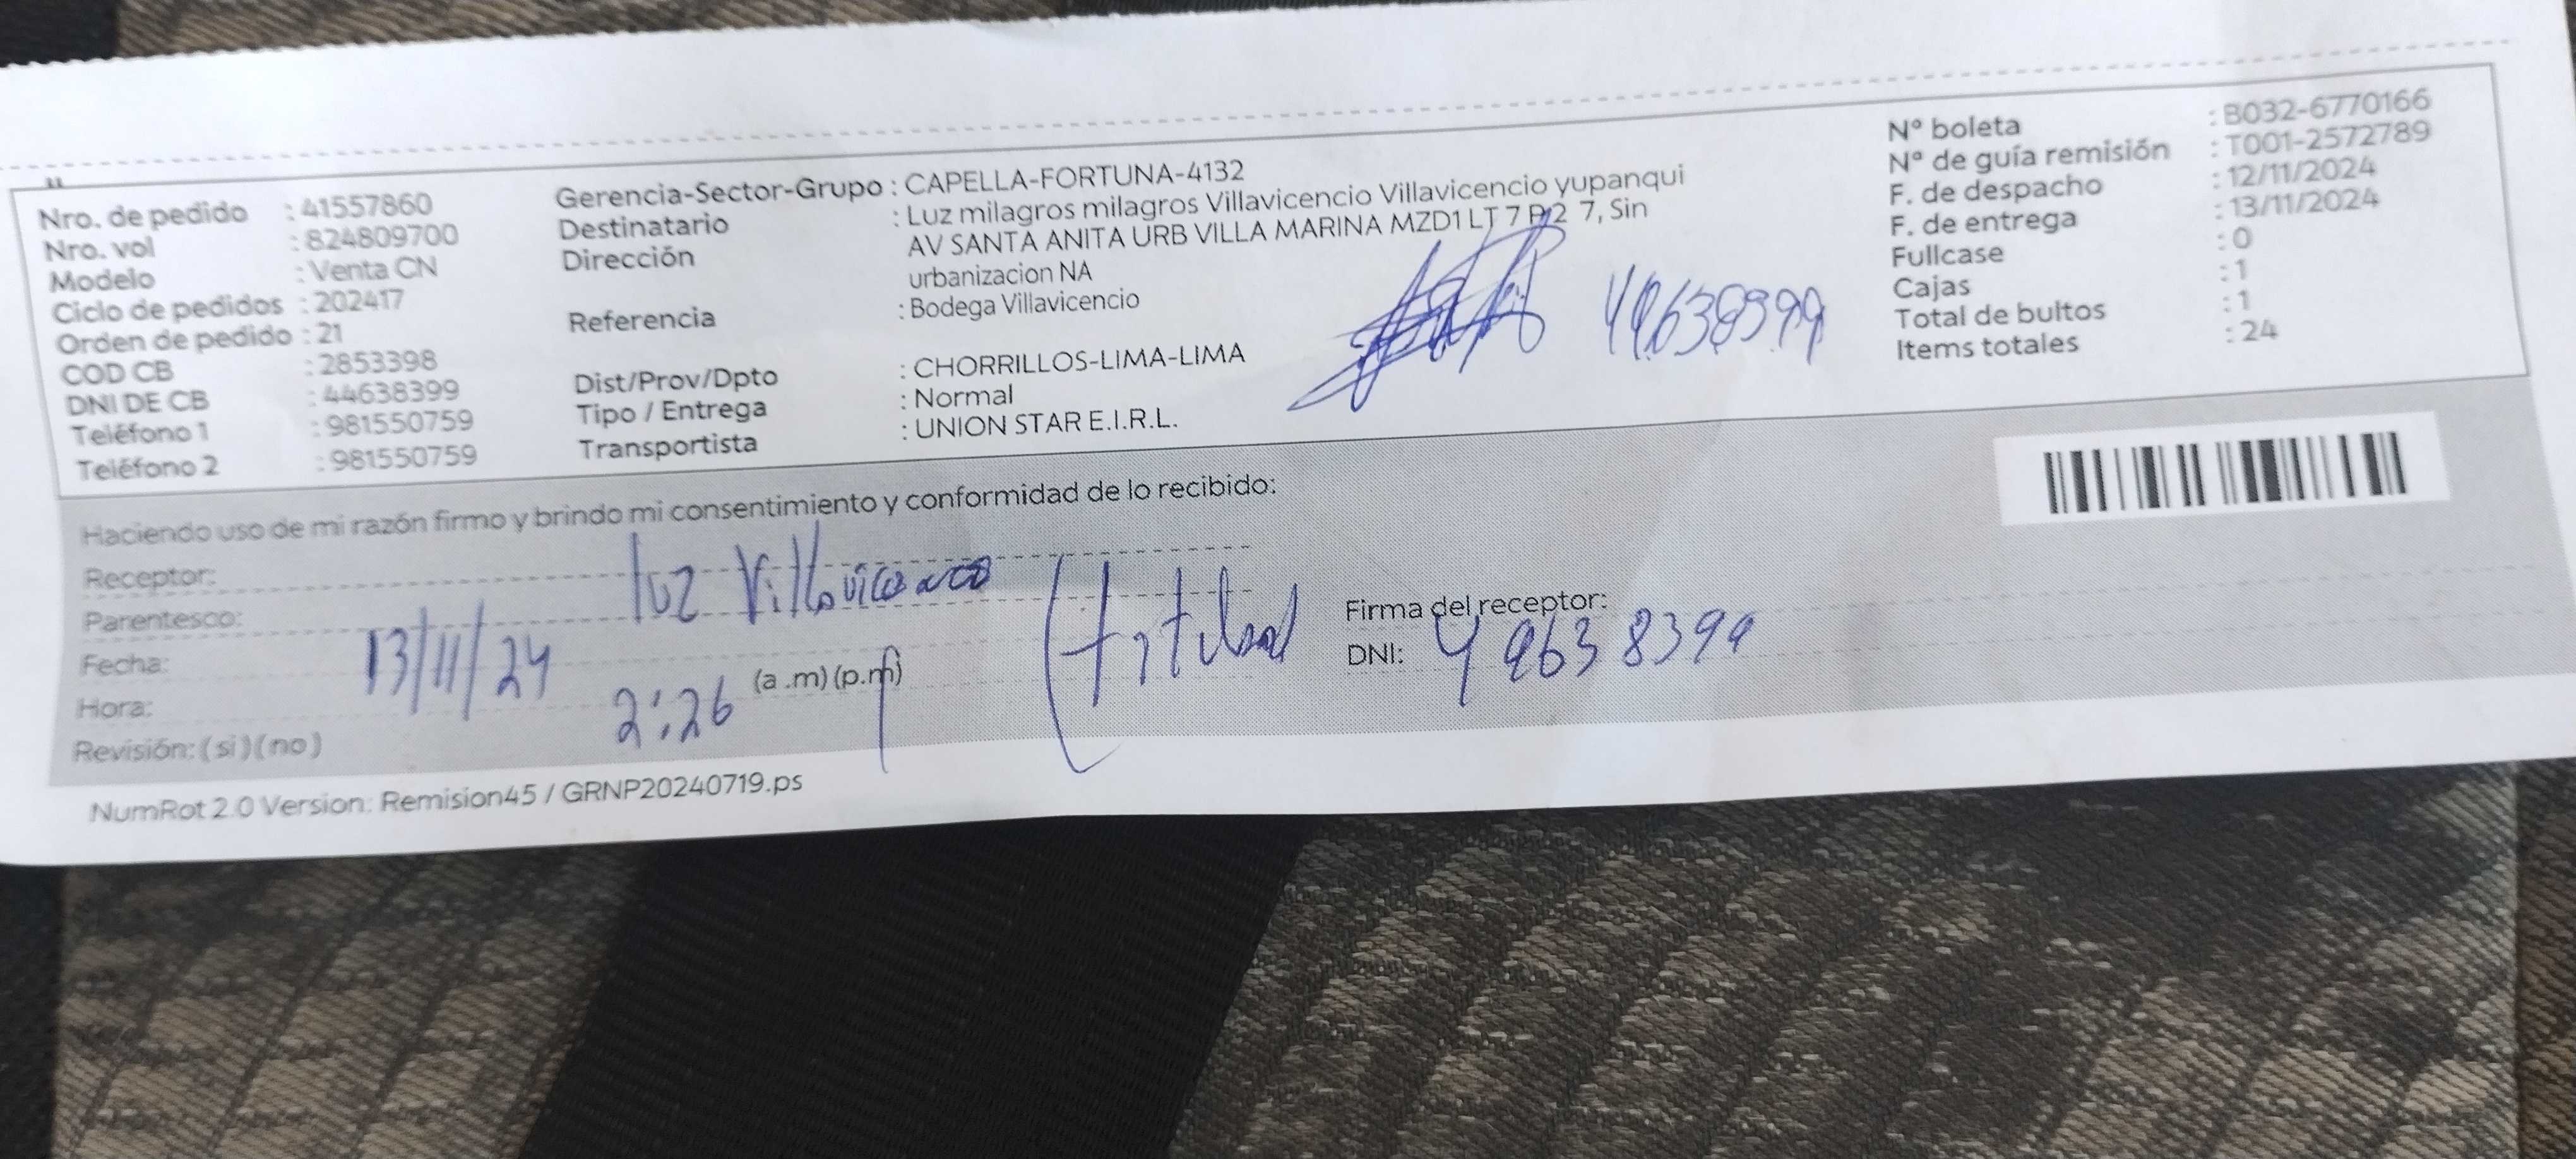 Nro. de pedido : 41557860
Nro. vol : 824809700
Modelo : Venta CN
Ciclo de pedidos : 202417
Orden de pedido : 21
COD CB : 2853398
DNI DE CB : 44638399
Teléfono 1 : 981550759
Teléfono 2 : 981550759
Gerencia-Sector-Grupo : CAPELLA-FORTUNA-4132
Destinatario : Luz milagros milagros Villavicencio Villavicencio yupanqui
Dirección AV SANTA ANITA URB VILLA MARINA MZD1 LT 7 P 2 7, Sin
urbanizacion NA
Referencia : Bodega Villavicencio
Dist/Prov/Dpto : CHORRILLOS-LIMA-LIMA
Tipo / Entrega : Normal
Transportista : UNION STAR E.I.R.L.
44638399
N° boleta : B032-6770166
N° de guía remisión : T001-2572789
F. de despacho : 12/11/2024
F. de entrega : 13/11/2024
Fullcase : 0
Cajas : 1
Total de bultos : 1
Items totales : 24
Haciendo uso de mi razón firmo y brindo mi consentimiento y conformidad de lo recibido:
Receptor: luz Villavicencio
Parentesco: (titular
Fecha: 13/11/24
Hora: 2:26 (a .m) (p.m)
Revisión: ( si ) ( no )
Firma del receptor:
DNI: 44638399
NumRot 2.0 Version: Remision45 / GRNP20240719.ps